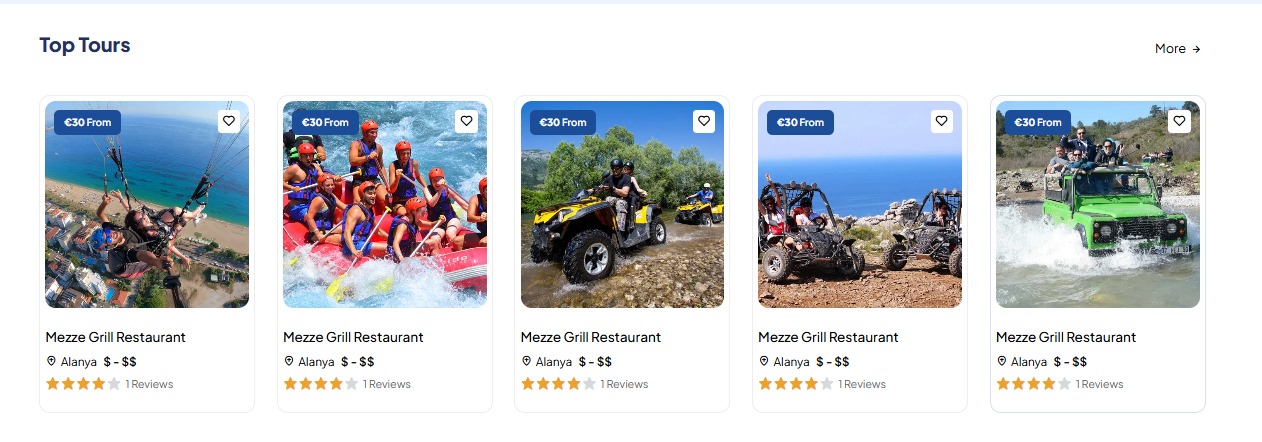 Top Tours
More →
€30 From
€30 From
€30 From
€30 From
€30 From
Mezze Grill Restaurant
Alanya $ - $$
1 Reviews
Mezze Grill Restaurant
Alanya $ - $$
1 Reviews
Mezze Grill Restaurant
Alanya $ - $$
1 Reviews
Mezze Grill Restaurant
Alanya $ - $$
1 Reviews
Mezze Grill Restaurant
Alanya $ - $$
1 Reviews